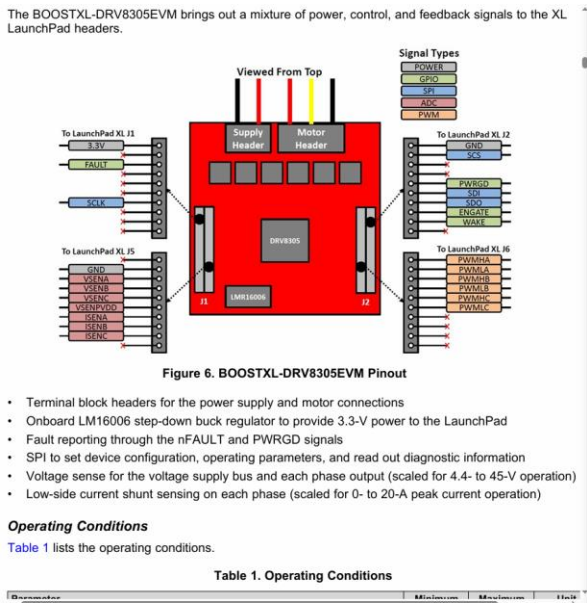 The BOOSTXL-DRV8305EVM brings out a mixture of power, control, and feedback signals to the XL
LaunchPad headers.
Signal Types
POWER
GPIO
SPI
ADC
PWM
Viewed From Top
Supply
Header
Motor
Header
To LaunchPad XL J1
3.3V
FAULT
SCLK
To LaunchPad XL J5
GND
VSENA
VSENB
VSENC
VSENPVDD
ISENA
ISENB
ISENC
DRV8305
LMR16006
J1
J2
To LaunchPad XL J2
GND
SCS
PWRGD
SDI
SDO
ENGATE
WAKE
To LaunchPad XL J6
PWMHA
PWMLA
PWMHB
PWMLB
PWMHC
PWMLC
Figure 6. BOOSTXL-DRV8305EVM Pinout
• Terminal block headers for the power supply and motor connections
• Onboard LM16006 step-down buck regulator to provide 3.3-V power to the LaunchPad
• Fault reporting through the nFAULT and PWRGD signals
• SPI to set device configuration, operating parameters, and read out diagnostic information
• Voltage sense for the voltage supply bus and each phase output (scaled for 4.4- to 45-V operation)
• Low-side current shunt sensing on each phase (scaled for 0- to 20-A peak current operation)
Operating Conditions
Table 1 lists the operating conditions.
Table 1. Operating Conditions
Parameter Minimum Maximum Unit